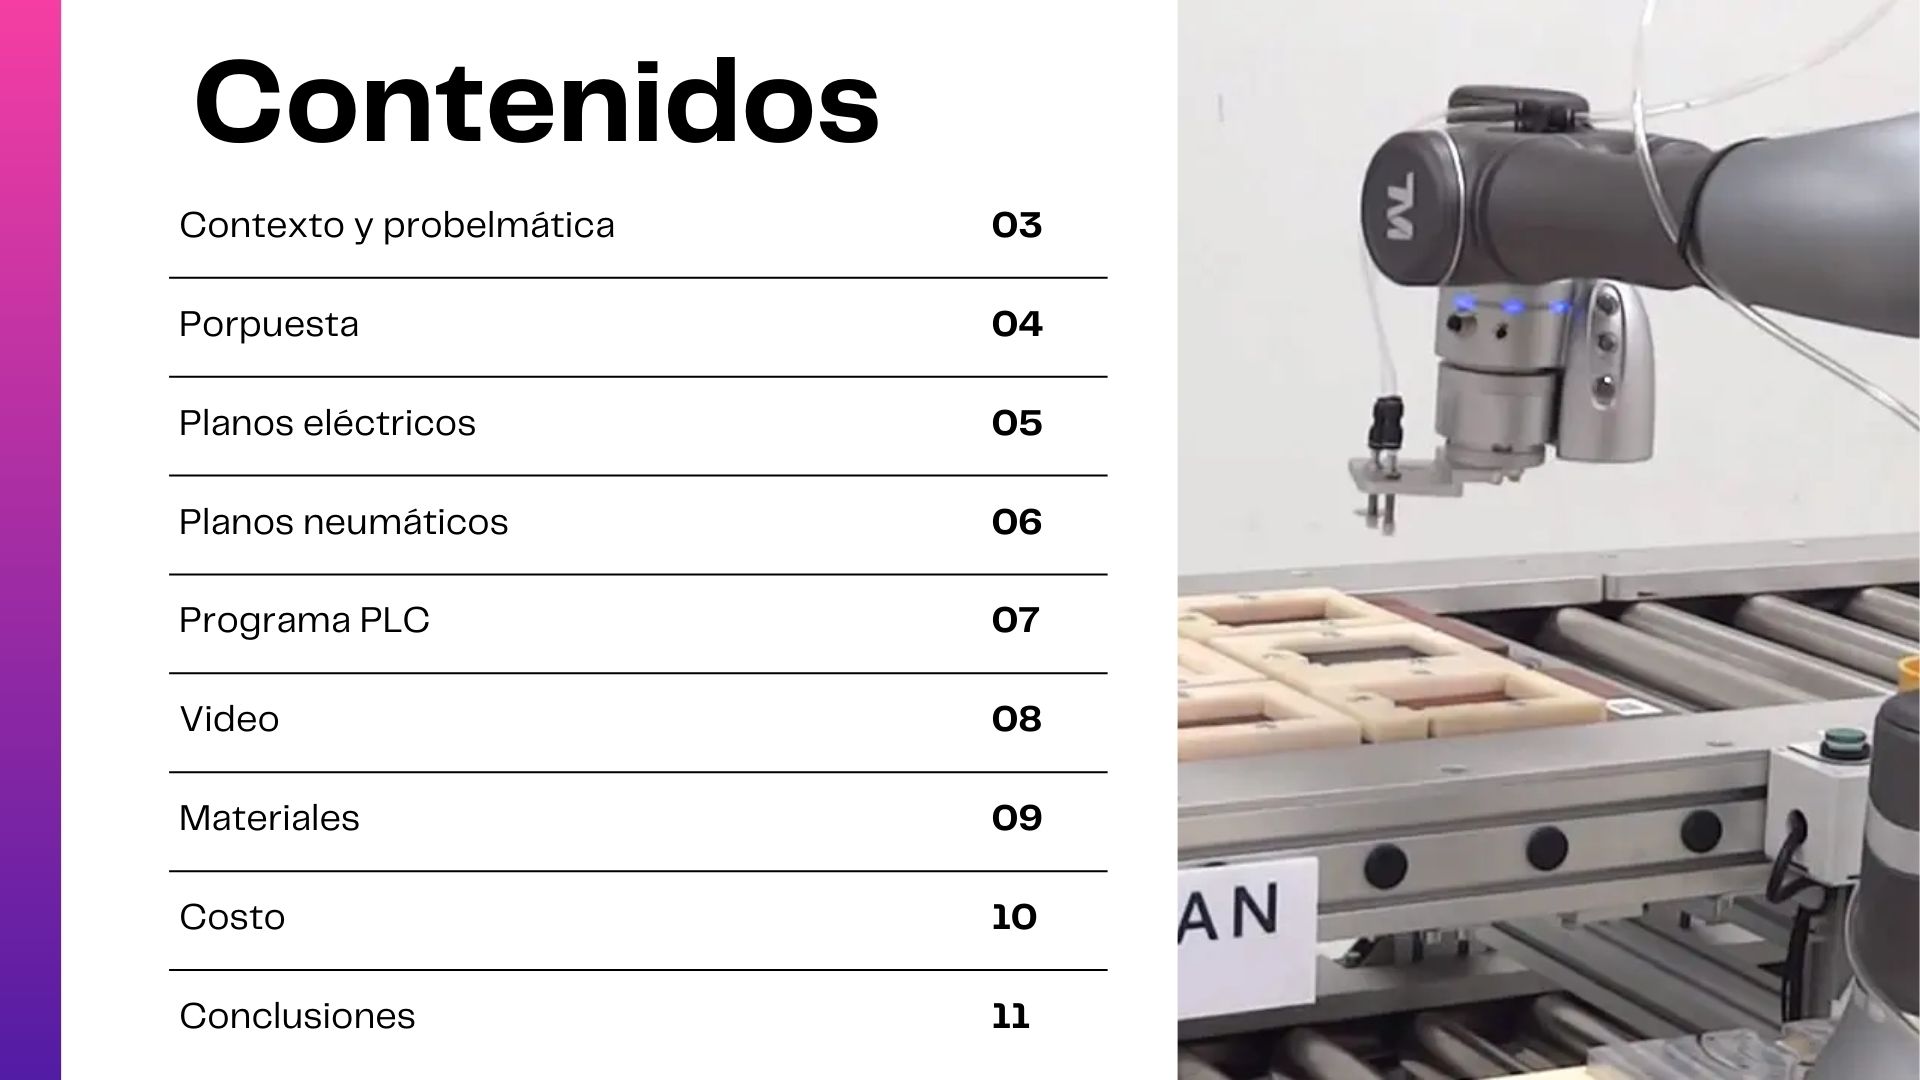 Contenidos
Contexto y probelmática 03
Porpuesta 04
Planos eléctricos 05
Planos neumáticos 06
Programa PLC 07
Video 08
Materiales 09
Costo 10
Conclusiones 11
TM
AN